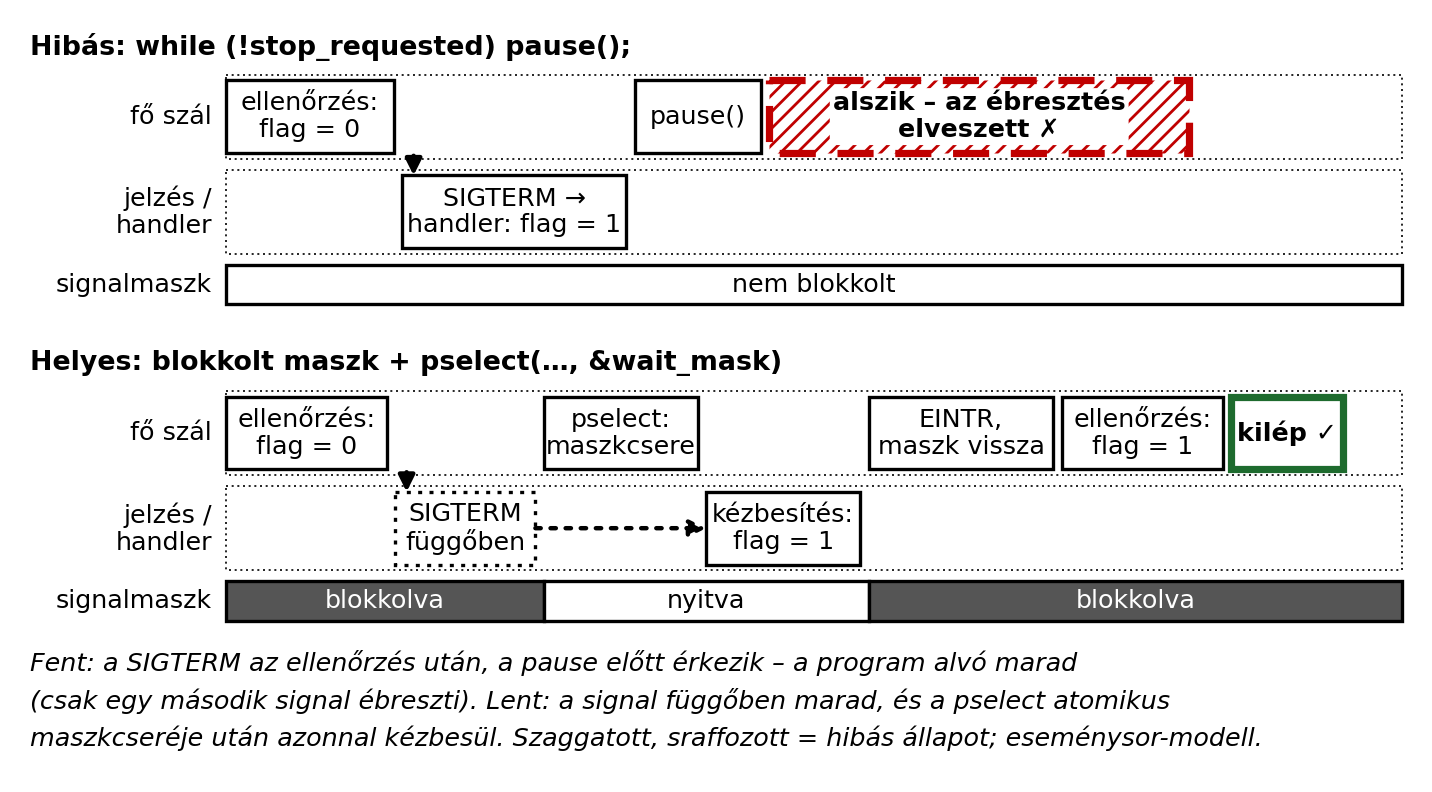 Hibás: while (!stop_requested) pause();
fő szál
ellenőrzés:
flag = 0
pause()
alszik – az ébresztés
elveszett ✗
jelzés /
handler
SIGTERM →
handler: flag = 1
signalmaszk
nem blokkolt
Helyes: blokkolt maszk + pselect(…, &wait_mask)
fő szál
ellenőrzés:
flag = 0
pselect:
maszkcsere
EINTR,
maszk vissza
ellenőrzés:
flag = 1
kilép ✓
jelzés /
handler
SIGTERM
függőben
kézbesítés:
flag = 1
signalmaszk
blokkolva
nyitva
blokkolva
Fent: a SIGTERM az ellenőrzés után, a pause előtt érkezik – a program alvó marad
(csak egy második signal ébreszti). Lent: a signal függőben marad, és a pselect atomikus
maszkcseréje után azonnal kézbesül. Szaggatott, sraffozott = hibás állapot; eseménysor-modell.